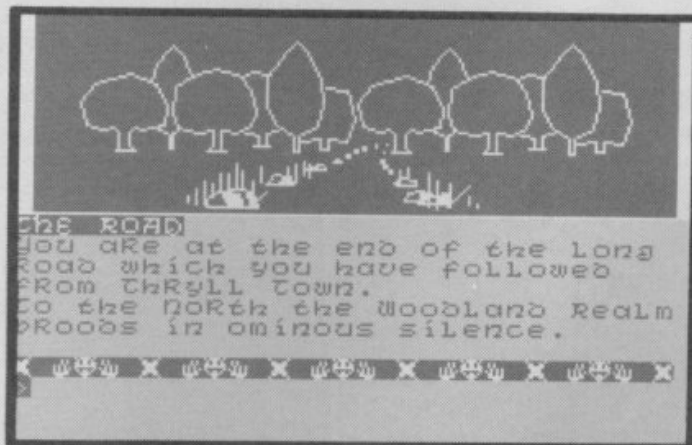 The ROAD
You are at the end of the long
road which you have followed
from Thryll Town.
To the North the Woodland Realm
broods in ominous silence.
>